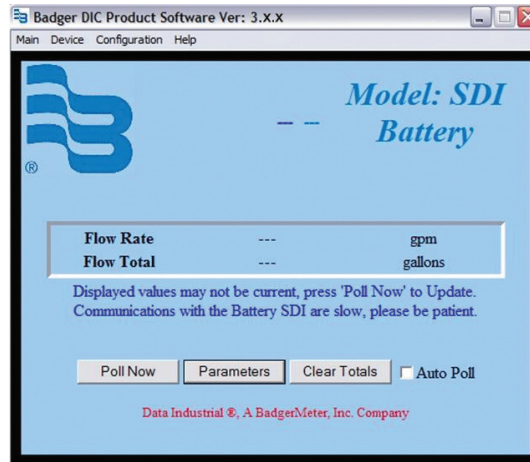 Badger DIC Product Software Ver: 3.x.x
Main Device Configuration Help
Model: SDI
Battery
®
Flow Rate --- gpm
Flow Total --- gallons
Displayed values may not be current, press 'Poll Now' to Update.
Communications with the Battery SDI are slow, please be patient.
Poll Now Parameters Clear Totals Auto Poll
Data Industrial ®, A BadgerMeter, Inc. Company